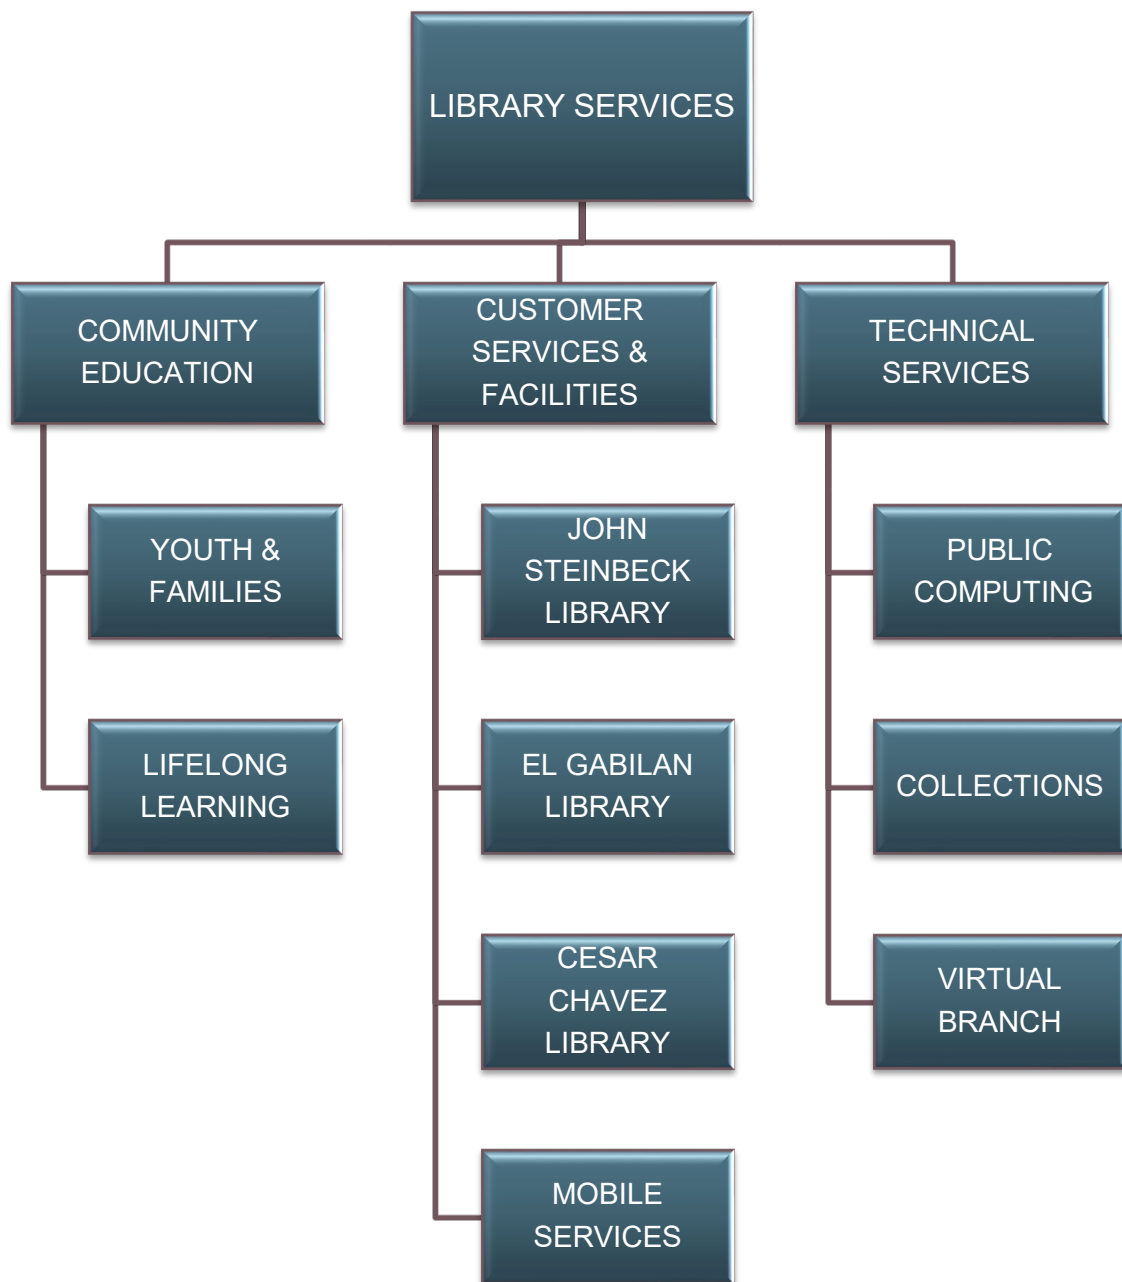 LIBRARY SERVICES
COMMUNITY
EDUCATION
CUSTOMER
SERVICES &
FACILITIES
TECHNICAL
SERVICES
YOUTH &
FAMILIES
LIFELONG
LEARNING
JOHN
STEINBECK
LIBRARY
EL GABILAN
LIBRARY
CESAR
CHAVEZ
LIBRARY
MOBILE
SERVICES
PUBLIC
COMPUTING
COLLECTIONS
VIRTUAL
BRANCH